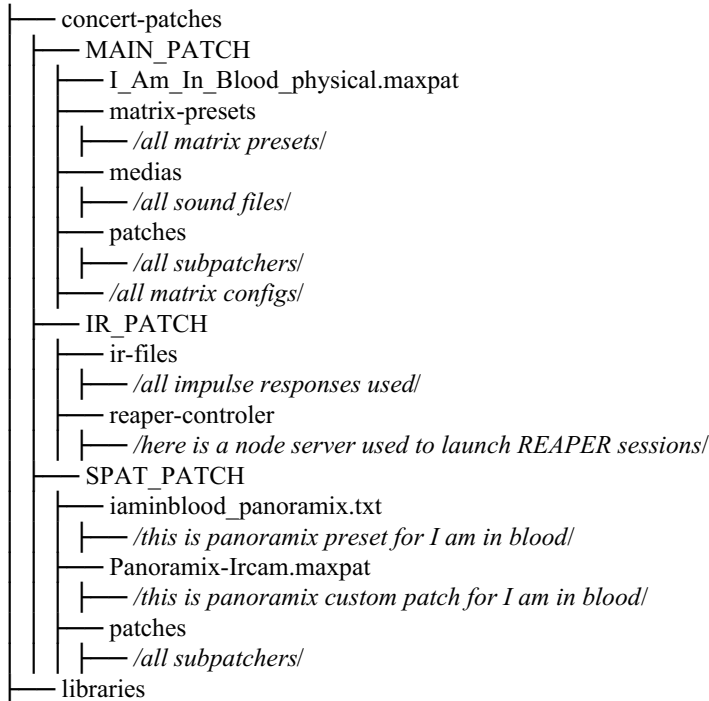 concert-patches
MAIN_PATCH
I_Am_In_Blood_physical.maxpat
matrix-presets
/all matrix presets/
medias
/all sound files/
patches
/all subpatchers/
/all matrix configs/
IR_PATCH
ir-files
/all impulse responses used/
reaper-controler
/here is a node server used to launch REAPER sessions/
SPAT_PATCH
iaminblood_panoramix.txt
/this is panoramix preset for I am in blood/
Panoramix-Ircam.maxpat
/this is panoramix custom patch for I am in blood/
patches
/all subpatchers/
libraries